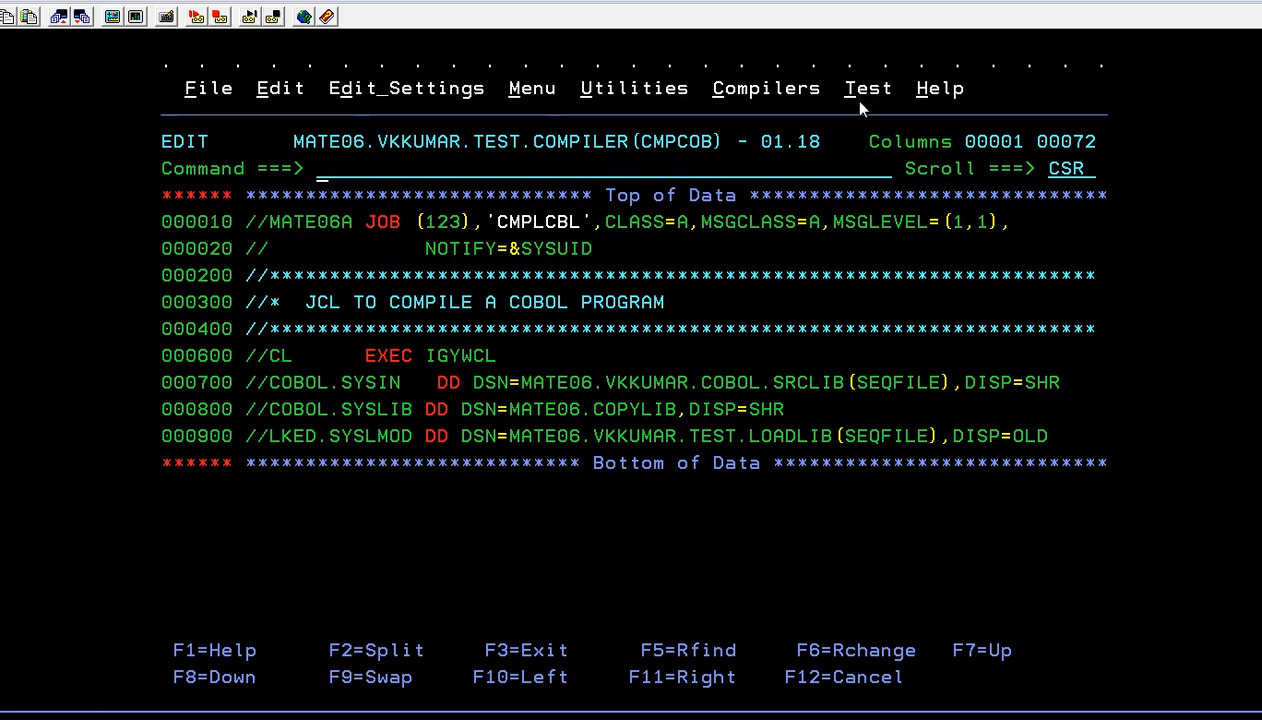 . . . . . . . . . . . . . . . . . . . . . . . . . . .
File Edit Edit_Settings Menu Utilities Compilers Test Help
EDIT MATE06.VKKUMAR.TEST.COMPILER(CMPCOB) - 01.18 Columns 00001 00072
Command ===> Scroll ===> CSR
****** ***************************** Top of Data ******************************
000010 //MATE06A JOB (123),'CMPLCBL',CLASS=A,MSGCLASS=A,MSGLEVEL=(1,1),
000020 // NOTIFY=&SYSUID
000200 //*********************************************************************
000300 //* JCL TO COMPILE A COBOL PROGRAM
000400 //*********************************************************************
000600 //CL EXEC IGYWCL
000700 //COBOL.SYSIN DD DSN=MATE06.VKKUMAR.COBOL.SRCLIB(SEQFILE),DISP=SHR
000800 //COBOL.SYSLIB DD DSN=MATE06.COPYLIB,DISP=SHR
000900 //LKED.SYSLMOD DD DSN=MATE06.VKKUMAR.TEST.LOADLIB(SEQFILE),DISP=OLD
****** **************************** Bottom of Data ****************************
F1=Help F2=Split F3=Exit F5=Rfind F6=Rchange F7=Up
F8=Down F9=Swap F10=Left F11=Right F12=Cancel